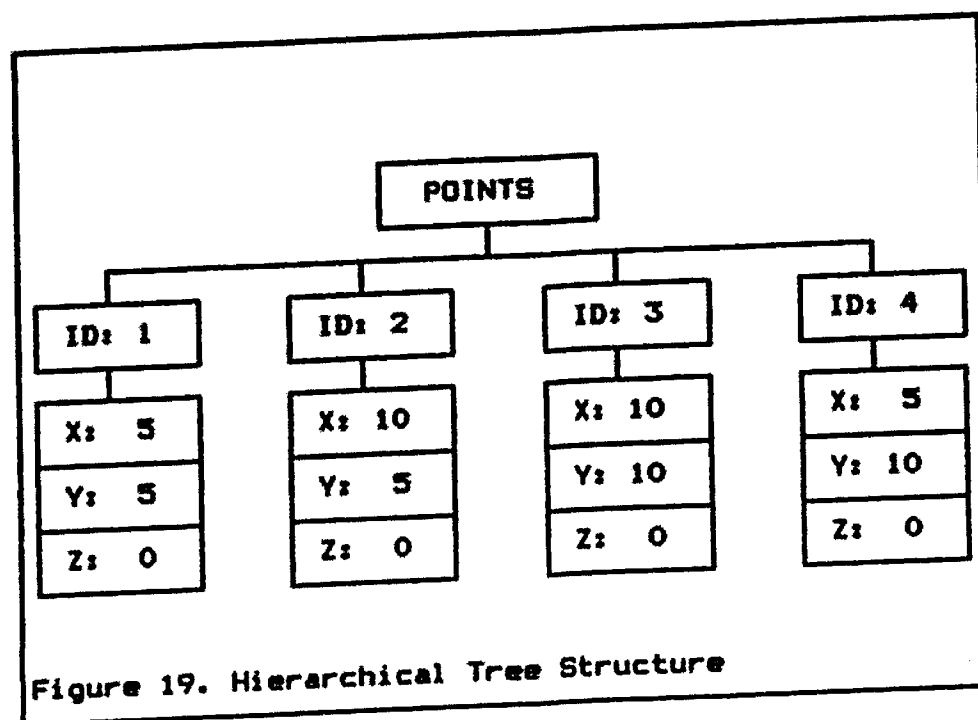 POINTS
ID: 1
ID: 2
ID: 3
ID: 4
X: 5
Y: 5
Z: 0
X: 10
Y: 5
Z: 0
X: 10
Y: 10
Z: 0
X: 5
Y: 10
Z: 0
Figure 19. Hierarchical Tree Structure